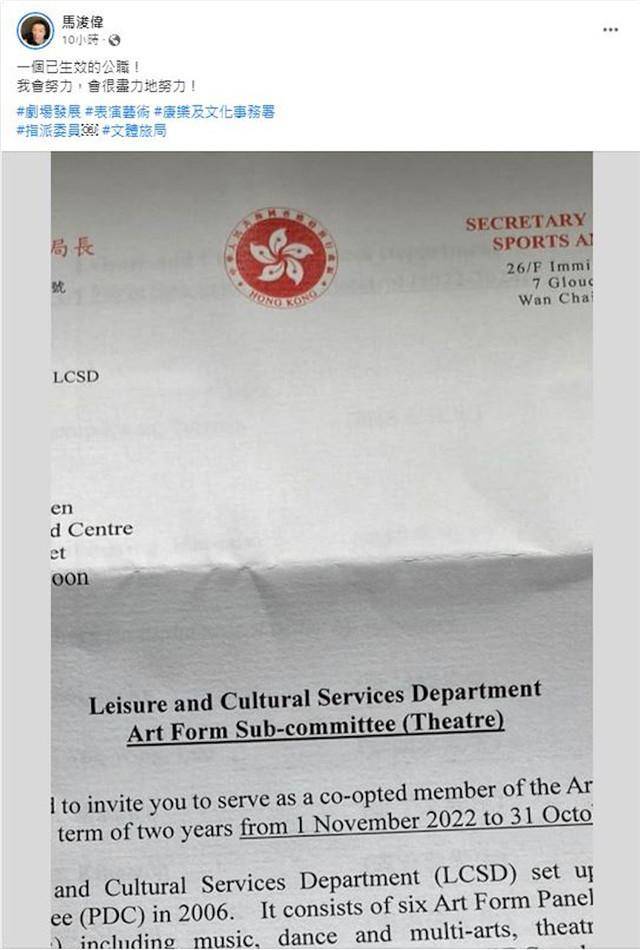 馬浚偉
10小時
一個已生效的公職！
我會努力，會很盡力地努力！
#劇場發展 #表演藝術 #康樂及文化事務署
#指派委員 #文體旅局
局長
號
HONG KONG
SECRETARY
SPORTS A
26/F Immi
7 Glouc
Wan Chai
LCSD
en
d Centre
et
oon
Leisure and Cultural Services Department
Art Form Sub-committee (Theatre)
l to invite you to serve as a co-opted member of the Ar
term of two years from 1 November 2022 to 31 Octo
and Cultural Services Department (LCSD) set up
ee (PDC) in 2006. It consists of six Art Form Panel
) including music, dance and multi-arts, theatr